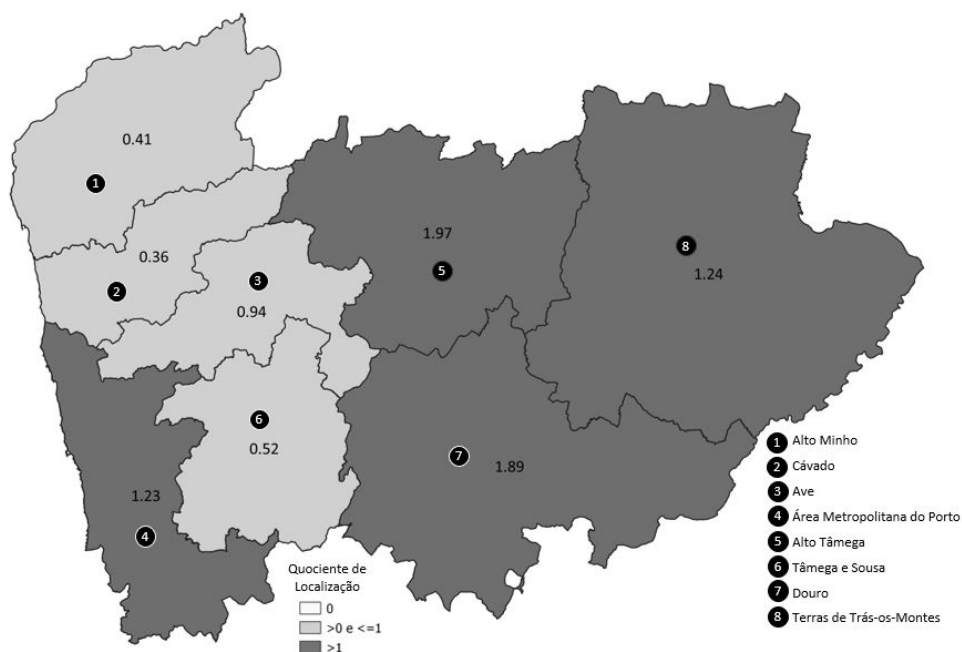 0.41
1
0.36
2
3
0.94
1.97
5
8
1.24
6
0.52
7
1.89
1.23
4
Quociente de
Localização
0
>0 e <=1
>1
1 Alto Minho
2 Cávado
3 Ave
4 Área Metropolitana do Porto
5 Alto Tâmega
6 Tâmega e Sousa
7 Douro
8 Terras de Trás-os-Montes